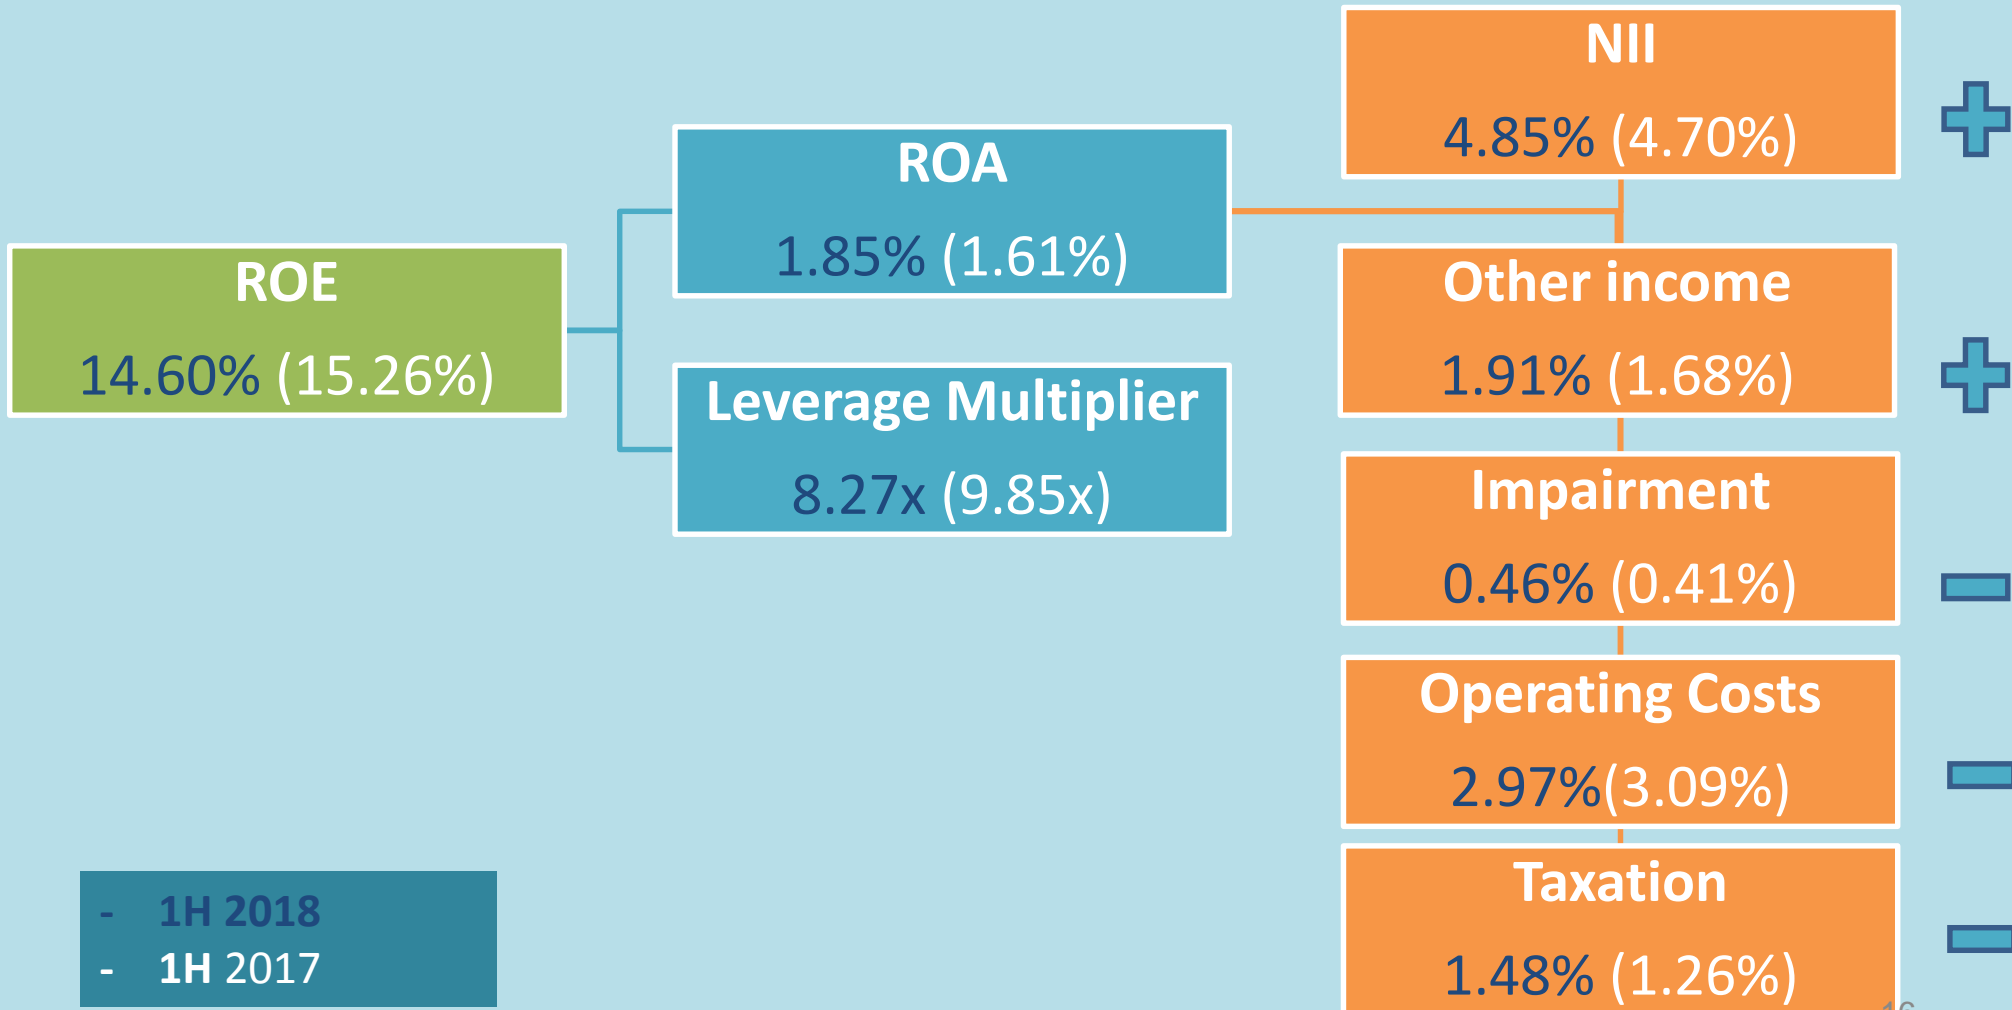 ROE
14.60% (15.26%)
ROA
1.85% (1.61%)
Leverage Multiplier
8.27x (9.85x)
NII
4.85% (4.70%)
Other income
1.91% (1.68%)
Impairment
0.46% (0.41%)
Operating Costs
2.97%(3.09%)
Taxation
1.48% (1.26%)
- 1H 2018
- 1H 2017
16